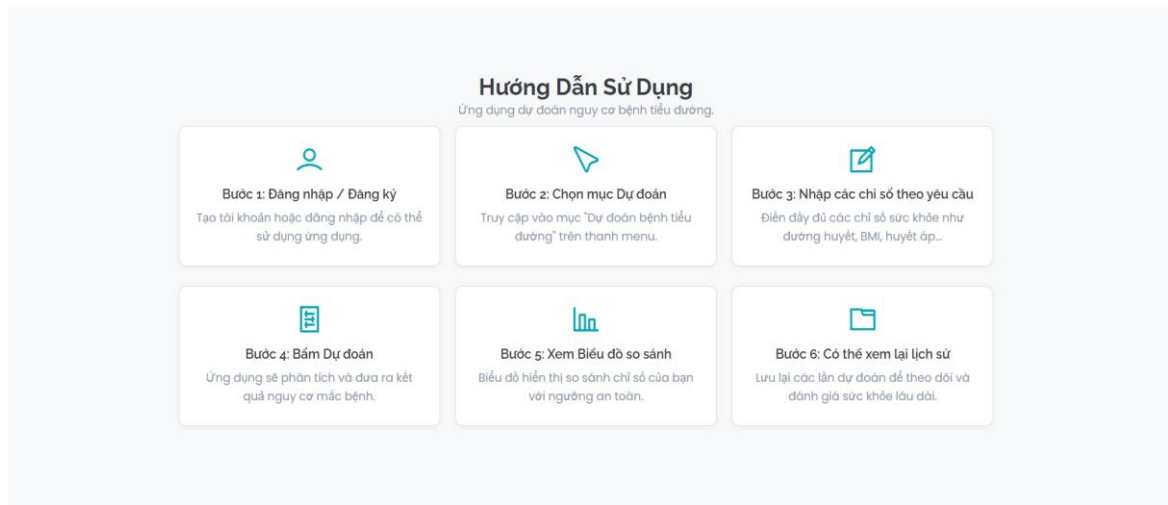 Hướng Dẫn Sử Dụng
Ứng dụng dự đoán nguy cơ bệnh tiểu đường.
Bước 1: Đăng nhập / Đăng ký
Tạo tài khoản hoặc đăng nhập để có thể
sử dụng ứng dụng.
Bước 2: Chọn mục Dự đoán
Truy cập vào mục "Dự đoán bệnh tiểu
đường" trên thanh menu.
Bước 3: Nhập các chỉ số theo yêu cầu
Điền đầy đủ các chỉ số sức khỏe như
đường huyết, BMI, huyết áp...
Bước 4: Bấm Dự đoán
Ứng dụng sẽ phân tích và đưa ra kết
quả nguy cơ mắc bệnh.
Bước 5: Xem Biểu đồ so sánh
Biểu đồ hiển thị so sánh chỉ số của bạn
với ngưỡng an toàn.
Bước 6: Có thể xem lại lịch sử
Lưu lại các lần dự đoán để theo dõi và
đánh giá sức khỏe lâu dài.